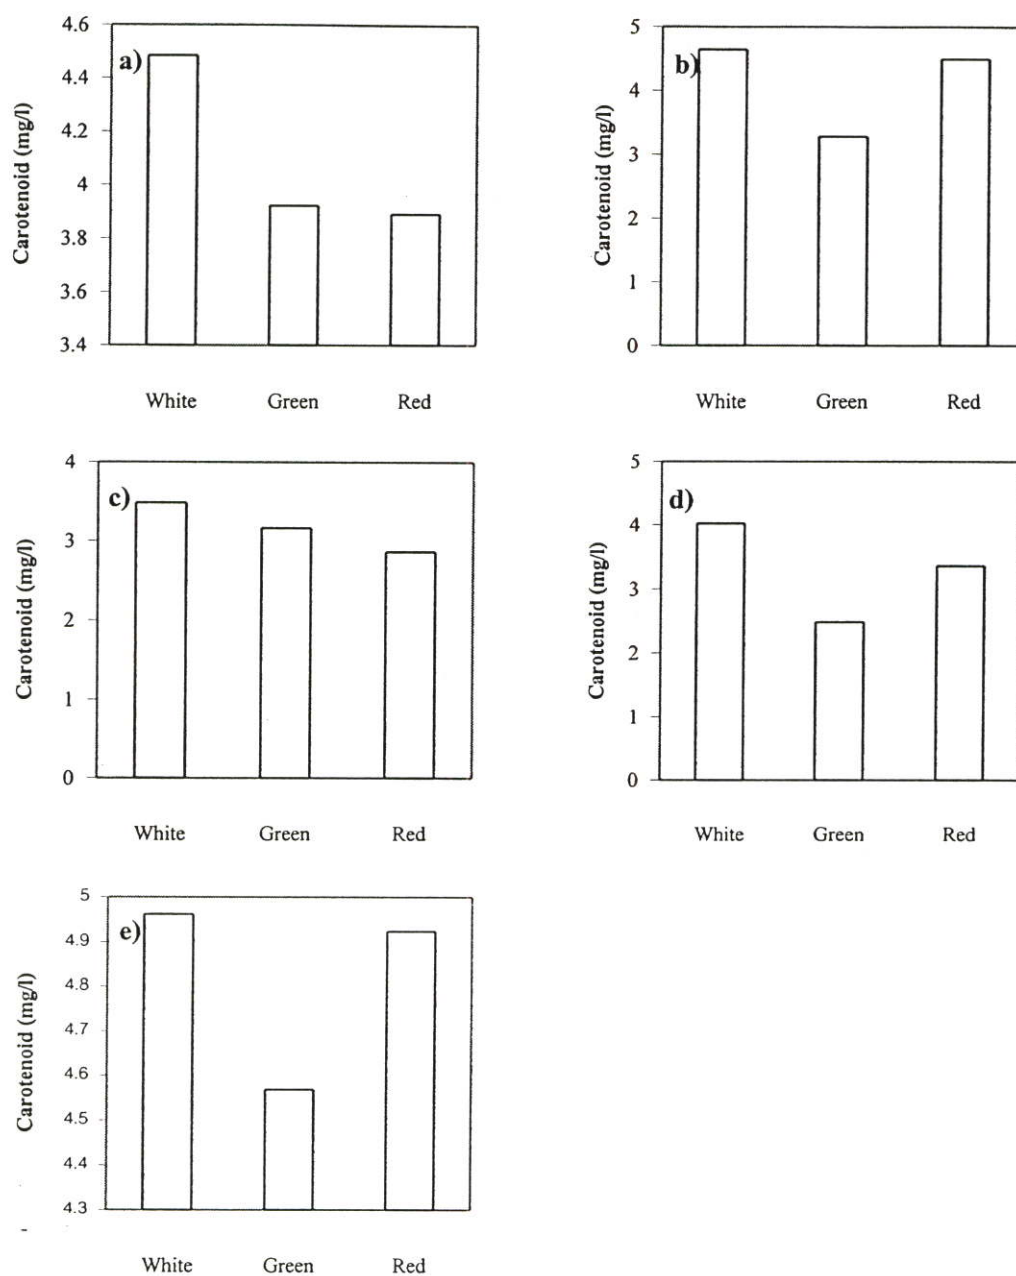 a)
Carotenoid (mg/l)
4.6
4.4
4.2
4
3.8
3.6
3.4
White Green Red
b)
Carotenoid (mg/l)
5
4
3
2
1
0
White Green Red
c)
Carotenoid (mg/l)
4
3
2
1
0
White Green Red
d)
Carotenoid (mg/l)
5
4
3
2
1
0
White Green Red
e)
Carotenoid (mg/l)
5
4.9
4.8
4.7
4.6
4.5
4.4
4.3
White Green Red